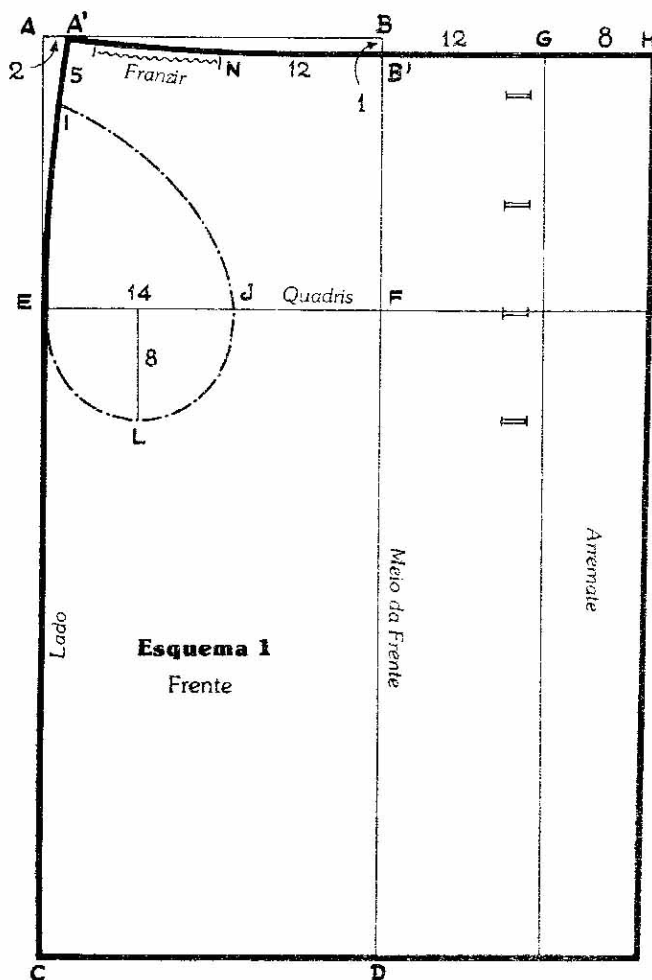 A A' B 12 G 8 H
2 5 Franzir N 12 1 B'
I
E 14 J Quadris F
8
L
Lado
Meio da Frente
Arremate
Esquema 1
Frente
C D